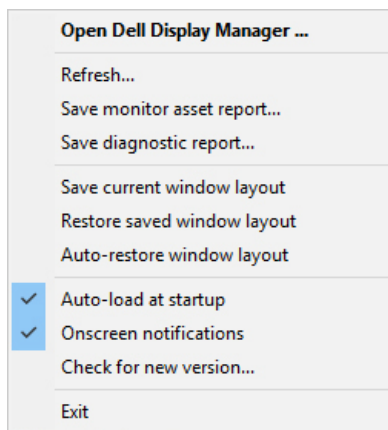 Open Dell Display Manager ...
Refresh...
Save monitor asset report...
Save diagnostic report...
Save current window layout
Restore saved window layout
Auto-restore window layout
Auto-load at startup
Onscreen notifications
Check for new version...
Exit